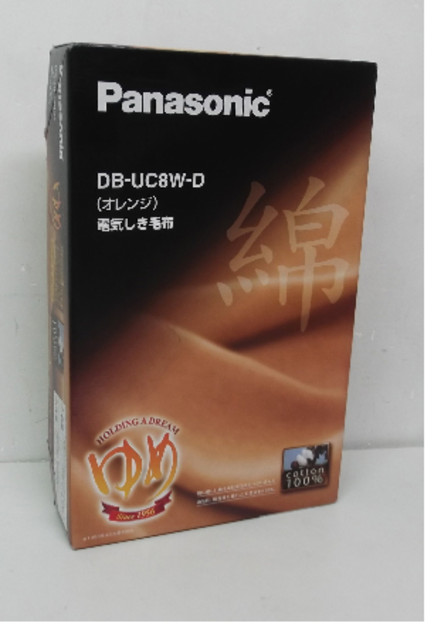 Panasonic
DB-UC8W-D
(オレンジ)
電気しき毛布
綿
HOLDING A DREAM
ゆめ
Since 1956
cotton
100%
Panasonic